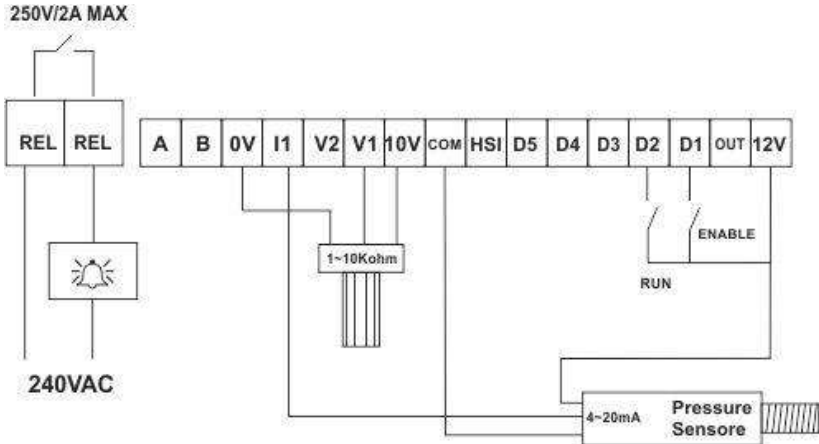 250V/2A MAX
REL REL A B 0V I1 V2 V1 10V COM HSI D5 D4 D3 D2 D1 OUT 12V
ENABLE
1~10Kohm
RUN
240VAC
4~20mA
Pressure
Sensore